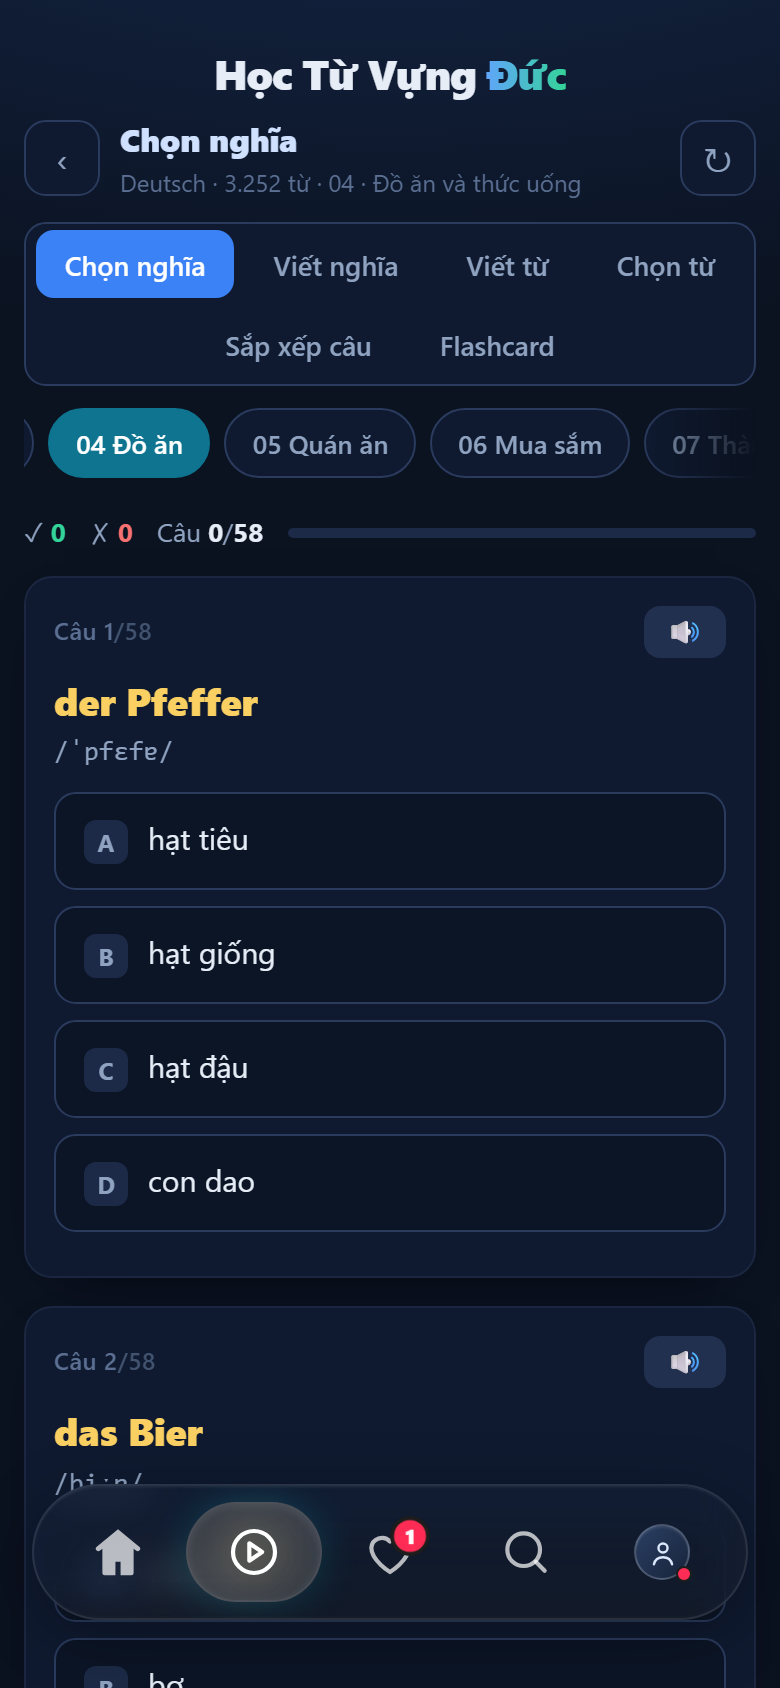 Học Từ Vựng Đức
Chọn nghĩa
Deutsch · 3.252 từ · 04 · Đồ ăn và thức uống
Chọn nghĩa Viết nghĩa Viết từ Chọn từ
Sắp xếp câu Flashcard
04 Đồ ăn 05 Quán ăn 06 Mua sắm 07
✓ 0 ✗ 0 Câu 0/58
Câu 1/58
der Pfeffer
/ˈpfɛfɐ/
A hạt tiêu
B hạt giống
C hạt đậu
D con dao
Câu 2/58
das Bier
1